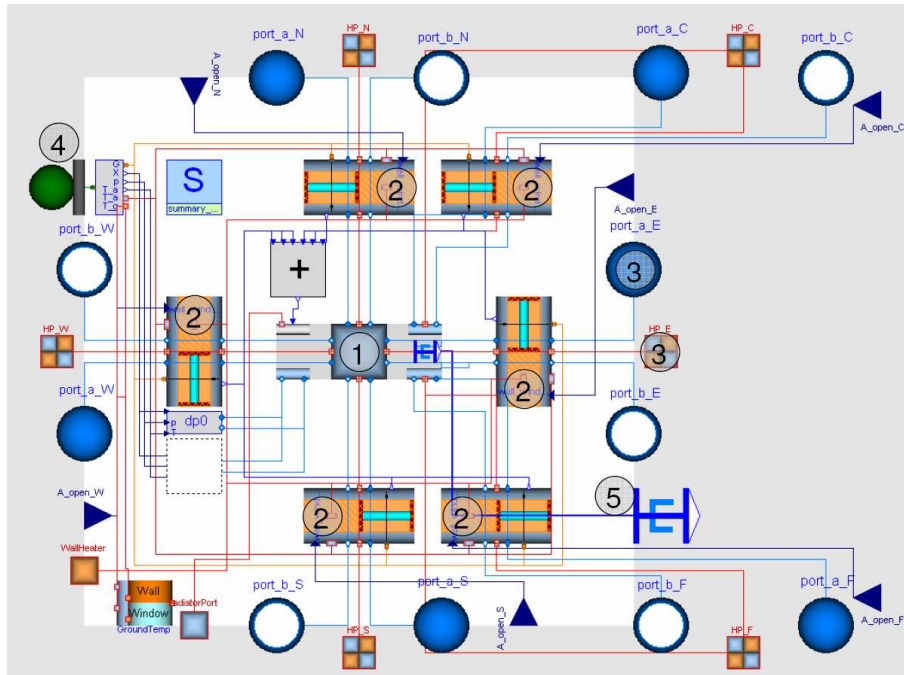 port_a_N
HP_N
port_b_N
port_a_C
HP_C
port_b_C
A_open_N
A_open_C
4
G
X
p
T_a
S
summary_...
2
2
A_open_E
port_b_W
port_a_E
+
3
2
HP_W
1
E
HP_E
3
port_a_W
2
dp0
p
T
port_b_E
A_open_W
2
2
5
E
WallHeater
Wall
Window
GroundTemp
adiatorPort
port_b_S
port_a_S
port_b_F
port_a_F
HP_S
A_open_S
HP_F
A_open_F